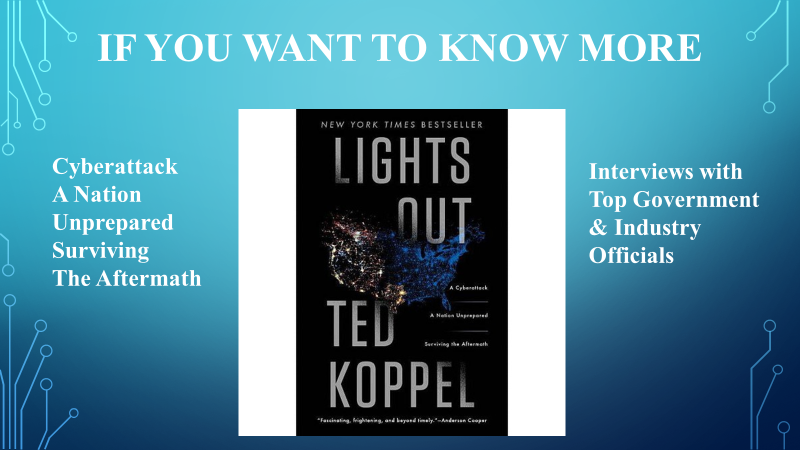 IF YOU WANT TO KNOW MORE
Cyberattack
A Nation
Unprepared
Surviving
The Aftermath
NEW YORK TIMES BESTSELLER
LIGHTS
OUT
A Cyberattack
A Nation Unprepared
Surviving the Aftermath
TED
KOPPEL
"Fascinating, frightening, and beyond timely."—Anderson Cooper
Interviews with
Top Government
& Industry
Officials